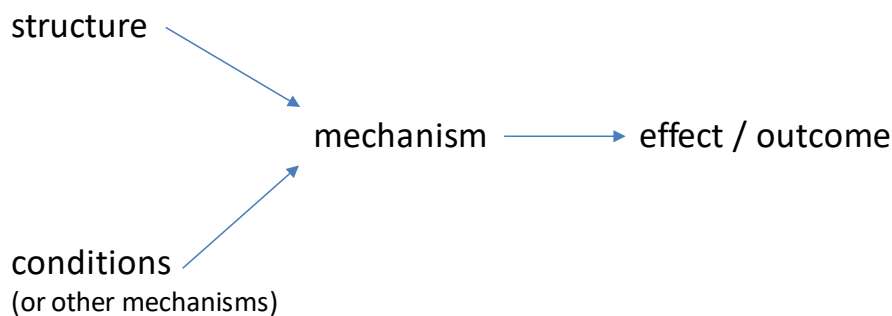 structure
mechanism
effect / outcome
conditions
(or other mechanisms)